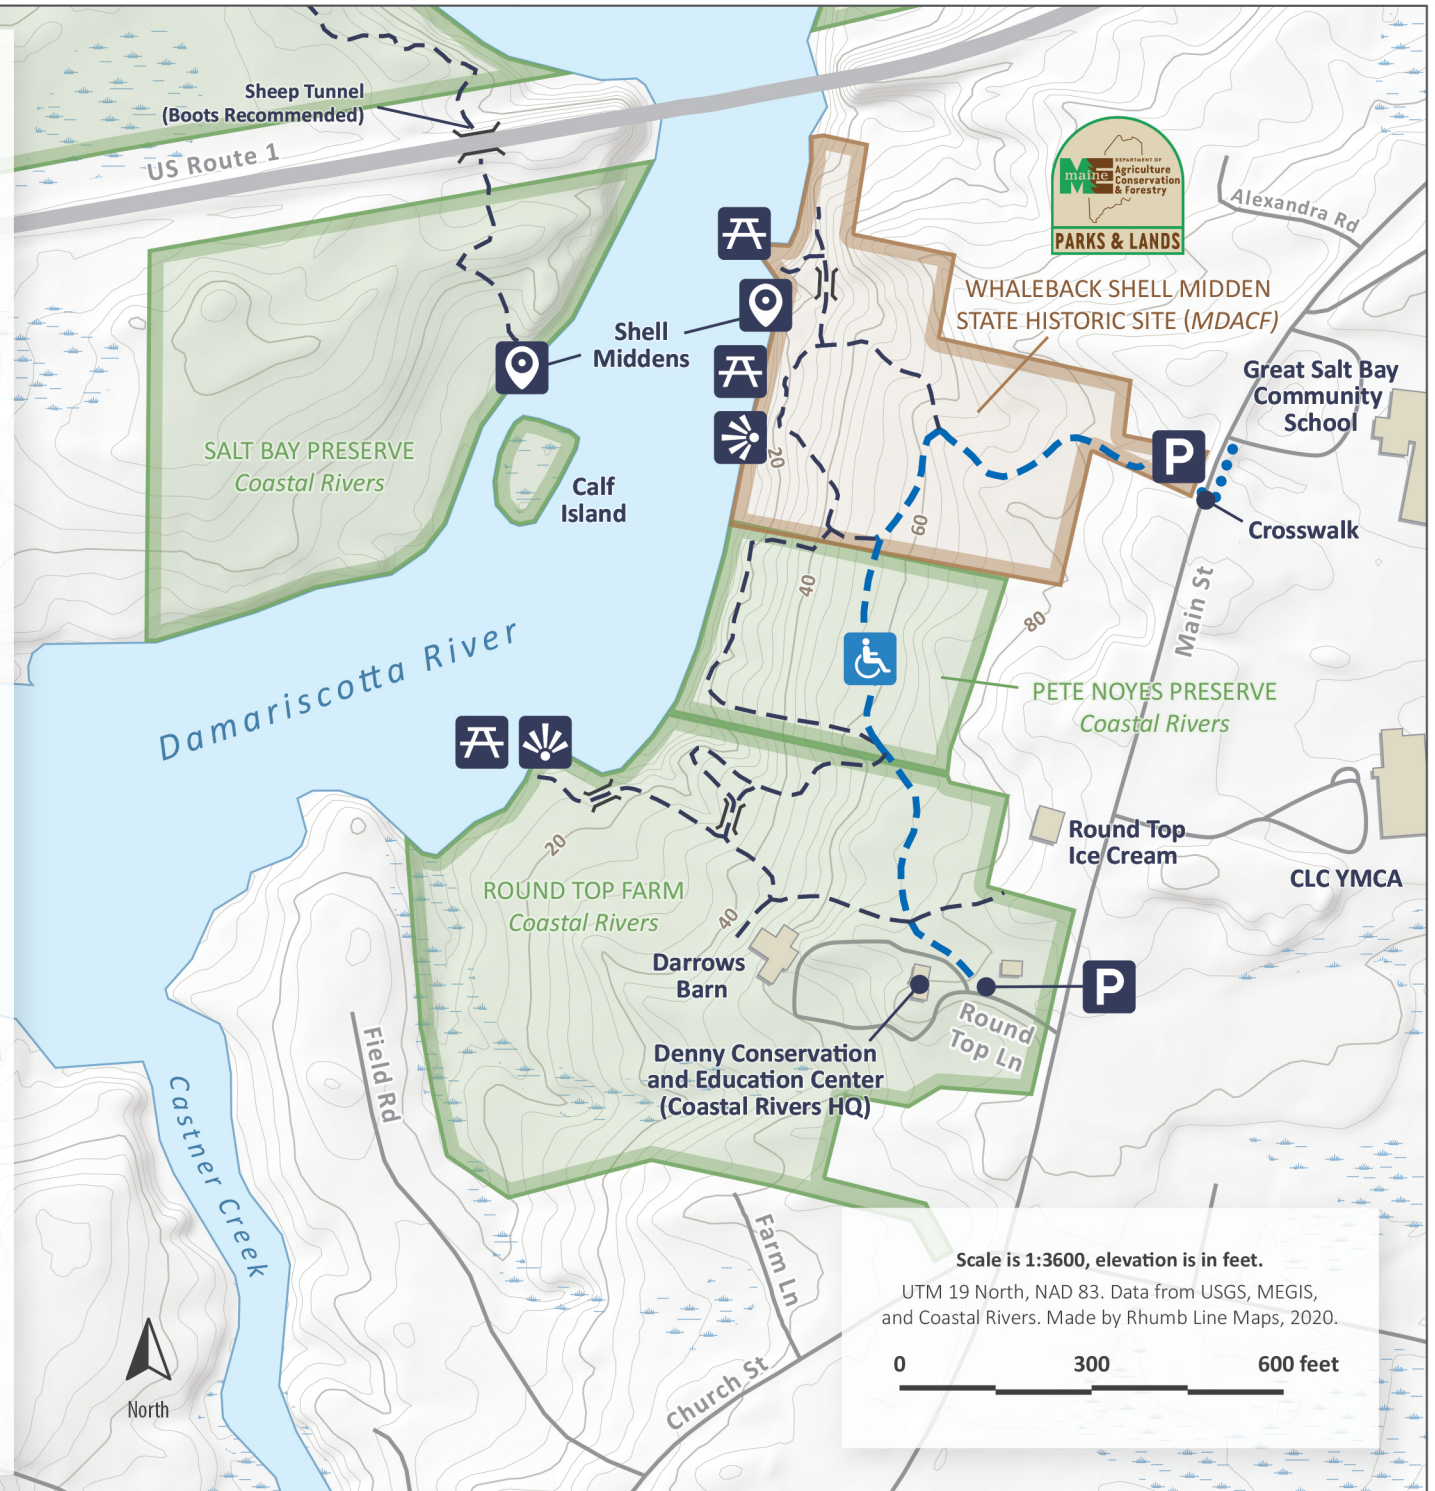 Sheep Tunnel
(Boots Recommended)
US Route 1
maine
DEPARTMENT OF
Agriculture
Conservation
& Forestry
PARKS & LANDS
Alexandra Rd
WHALEBACK SHELL MIDDEN
STATE HISTORIC SITE (MDACF)
Shell
Middens
Great Salt Bay
Community
School
SALT BAY PRESERVE
Coastal Rivers
Calf
Island
20
P
60
Crosswalk
40
80
Main St
Damariscotta River
PETE NOYES PRESERVE
Coastal Rivers
20
Round Top
Ice Cream
CLC YMCA
ROUND TOP FARM
Coastal Rivers
40
Darrows
Barn
P
Round
Top Ln
Denny Conservation
and Education Center
(Coastal Rivers HQ)
Field Rd
Castner Creek
Farm Ln
Church St
North
Scale is 1:3600, elevation is in feet.
UTM 19 North, NAD 83. Data from USGS, MEGIS,
and Coastal Rivers. Made by Rhumb Line Maps, 2020.
0 300 600 feet